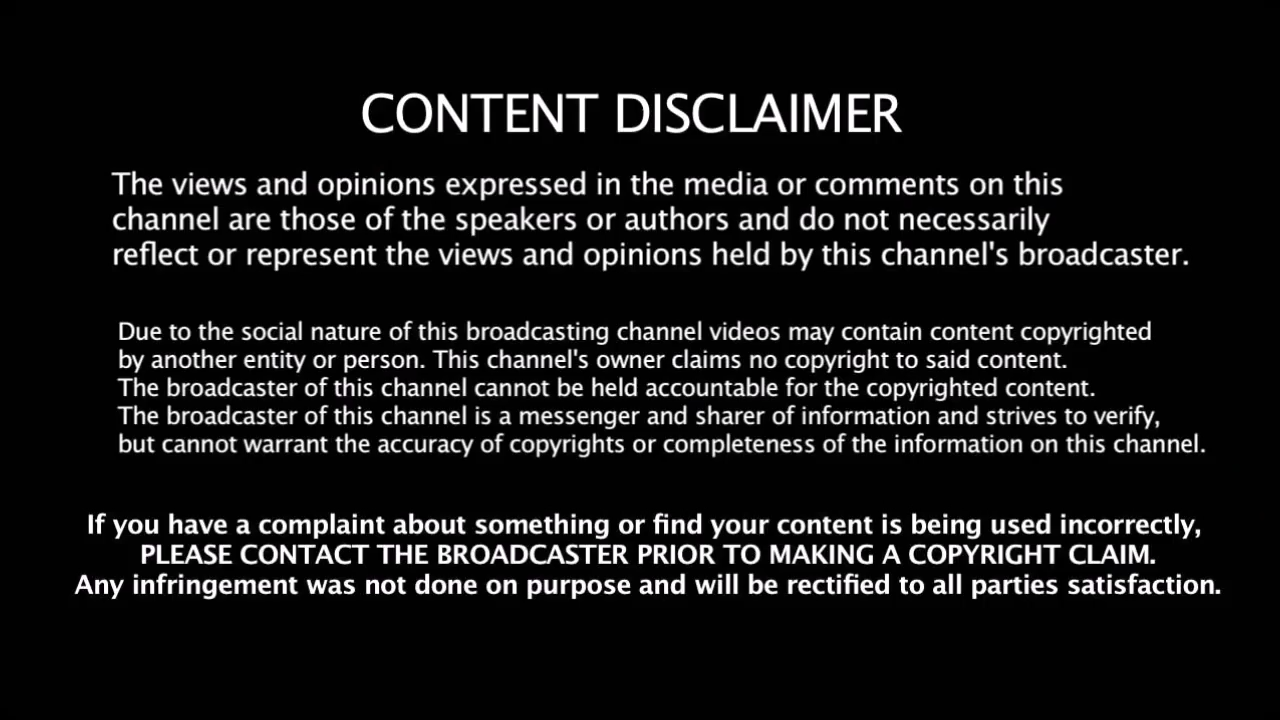 CONTENT DISCLAIMER
The views and opinions expressed in the media or comments on this
channel are those of the speakers or authors and do not necessarily
reflect or represent the views and opinions held by this channel's broadcaster.
Due to the social nature of this broadcasting channel videos may contain content copyrighted
by another entity or person. This channel's owner claims no copyright to said content.
The broadcaster of this channel cannot be held accountable for the copyrighted content.
The broadcaster of this channel is a messenger and sharer of information and strives to verify,
but cannot warrant the accuracy of copyrights or completeness of the information on this channel.
If you have a complaint about something or find your content is being used incorrectly,
PLEASE CONTACT THE BROADCASTER PRIOR TO MAKING A COPYRIGHT CLAIM.
Any infringement was not done on purpose and will be rectified to all parties satisfaction.